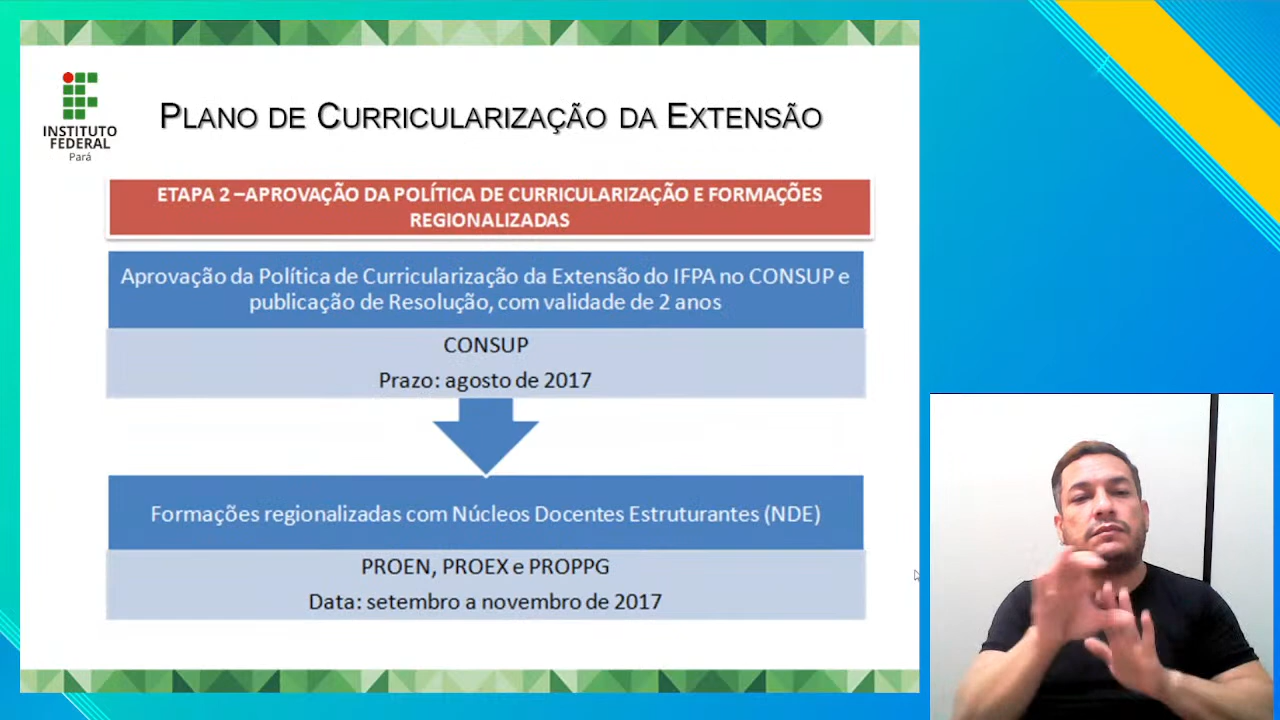 INSTITUTO
FEDERAL
Pará
PLANO DE CURRICULARIZAÇÃO DA EXTENSÃO
ETAPA 2 –APROVAÇÃO DA POLÍTICA DE CURRICULARIZAÇÃO E FORMAÇÕES
REGIONALIZADAS
Aprovação da Política de Curricularização da Extensão do IFPA no CONSUP e
publicação de Resolução, com validade de 2 anos
CONSUP
Prazo: agosto de 2017
Formações regionalizadas com Núcleos Docentes Estruturantes (NDE)
PROEN, PROEX e PROPPG
Data: setembro a novembro de 2017